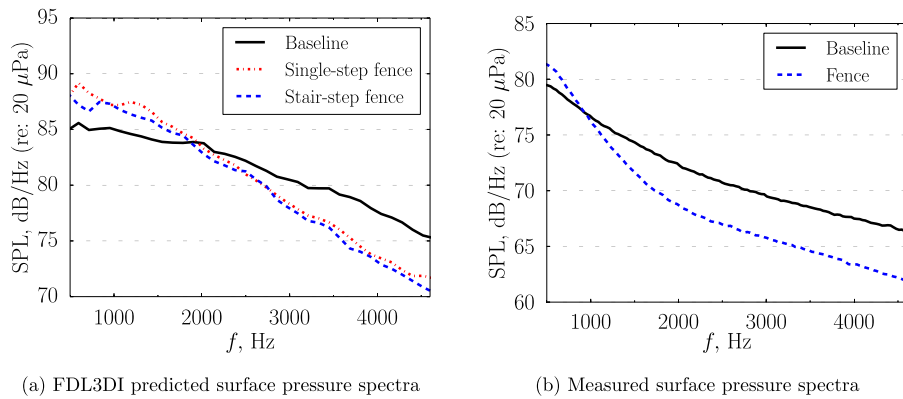 95
90
85
80
75
70
SPL, dB/Hz (re: 20 μPa)
Baseline
Single-step fence
Stair-step fence
1000 2000 3000 4000
f, Hz
(a) FDL3DI predicted surface pressure spectra
85
80
75
70
65
60
SPL, dB/Hz (re: 20 μPa)
Baseline
Fence
1000 2000 3000 4000
f, Hz
(b) Measured surface pressure spectra